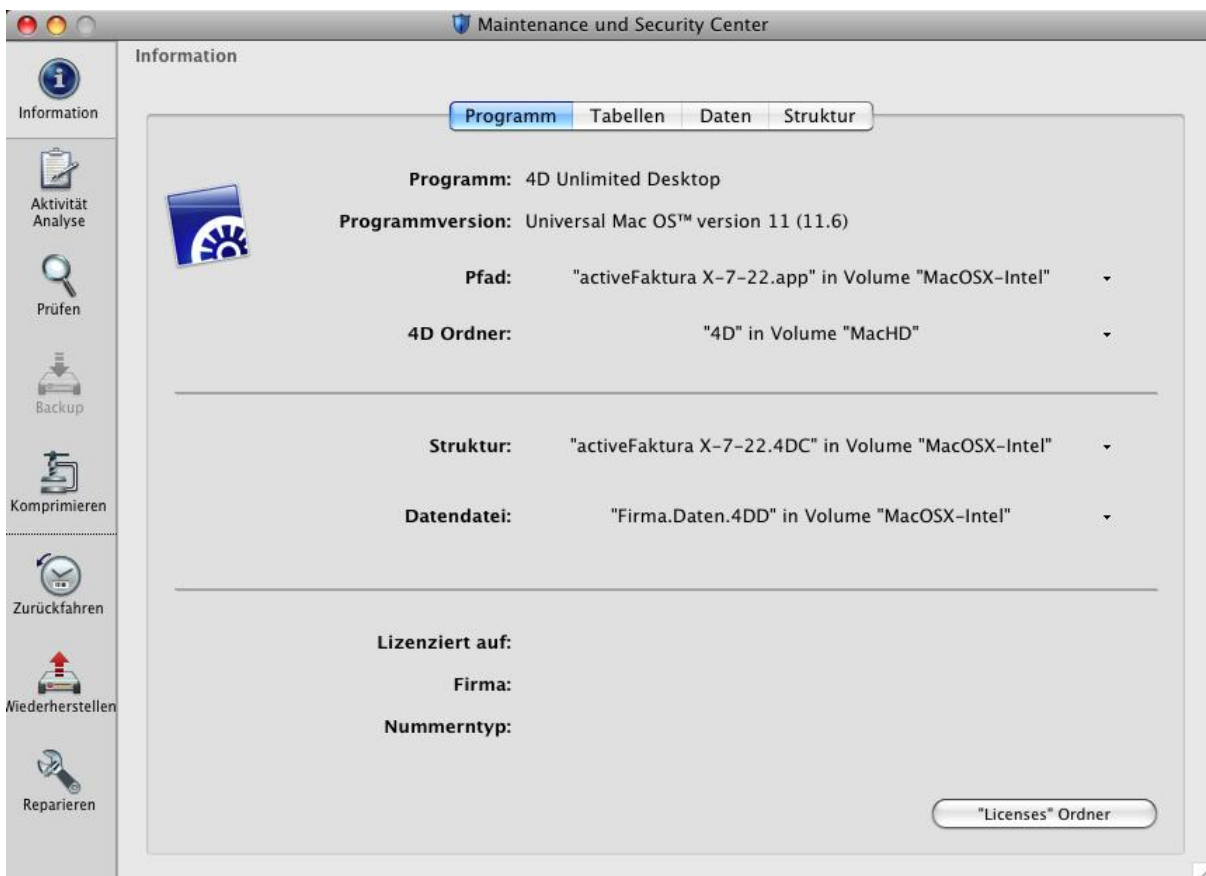 Maintenance und Security Center
Information
Information
Aktivität
Analyse
Prüfen
Backup
Komprimieren
Zurückfahren
Wiederherstellen
Reparieren
Programm Tabellen Daten Struktur
Programm: 4D Unlimited Desktop
Programmversion: Universal Mac OS™ version 11 (11.6)
Pfad: "activeFaktura X-7-22.app" in Volume "MacOSX-Intel"
4D Ordner: "4D" in Volume "MacHD"
Struktur: "activeFaktura X-7-22.4DC" in Volume "MacOSX-Intel"
Datendatei: "Firma.Daten.4DD" in Volume "MacOSX-Intel"
Lizenziert auf:
Firma:
Nummerntyp:
"Licenses" Ordner